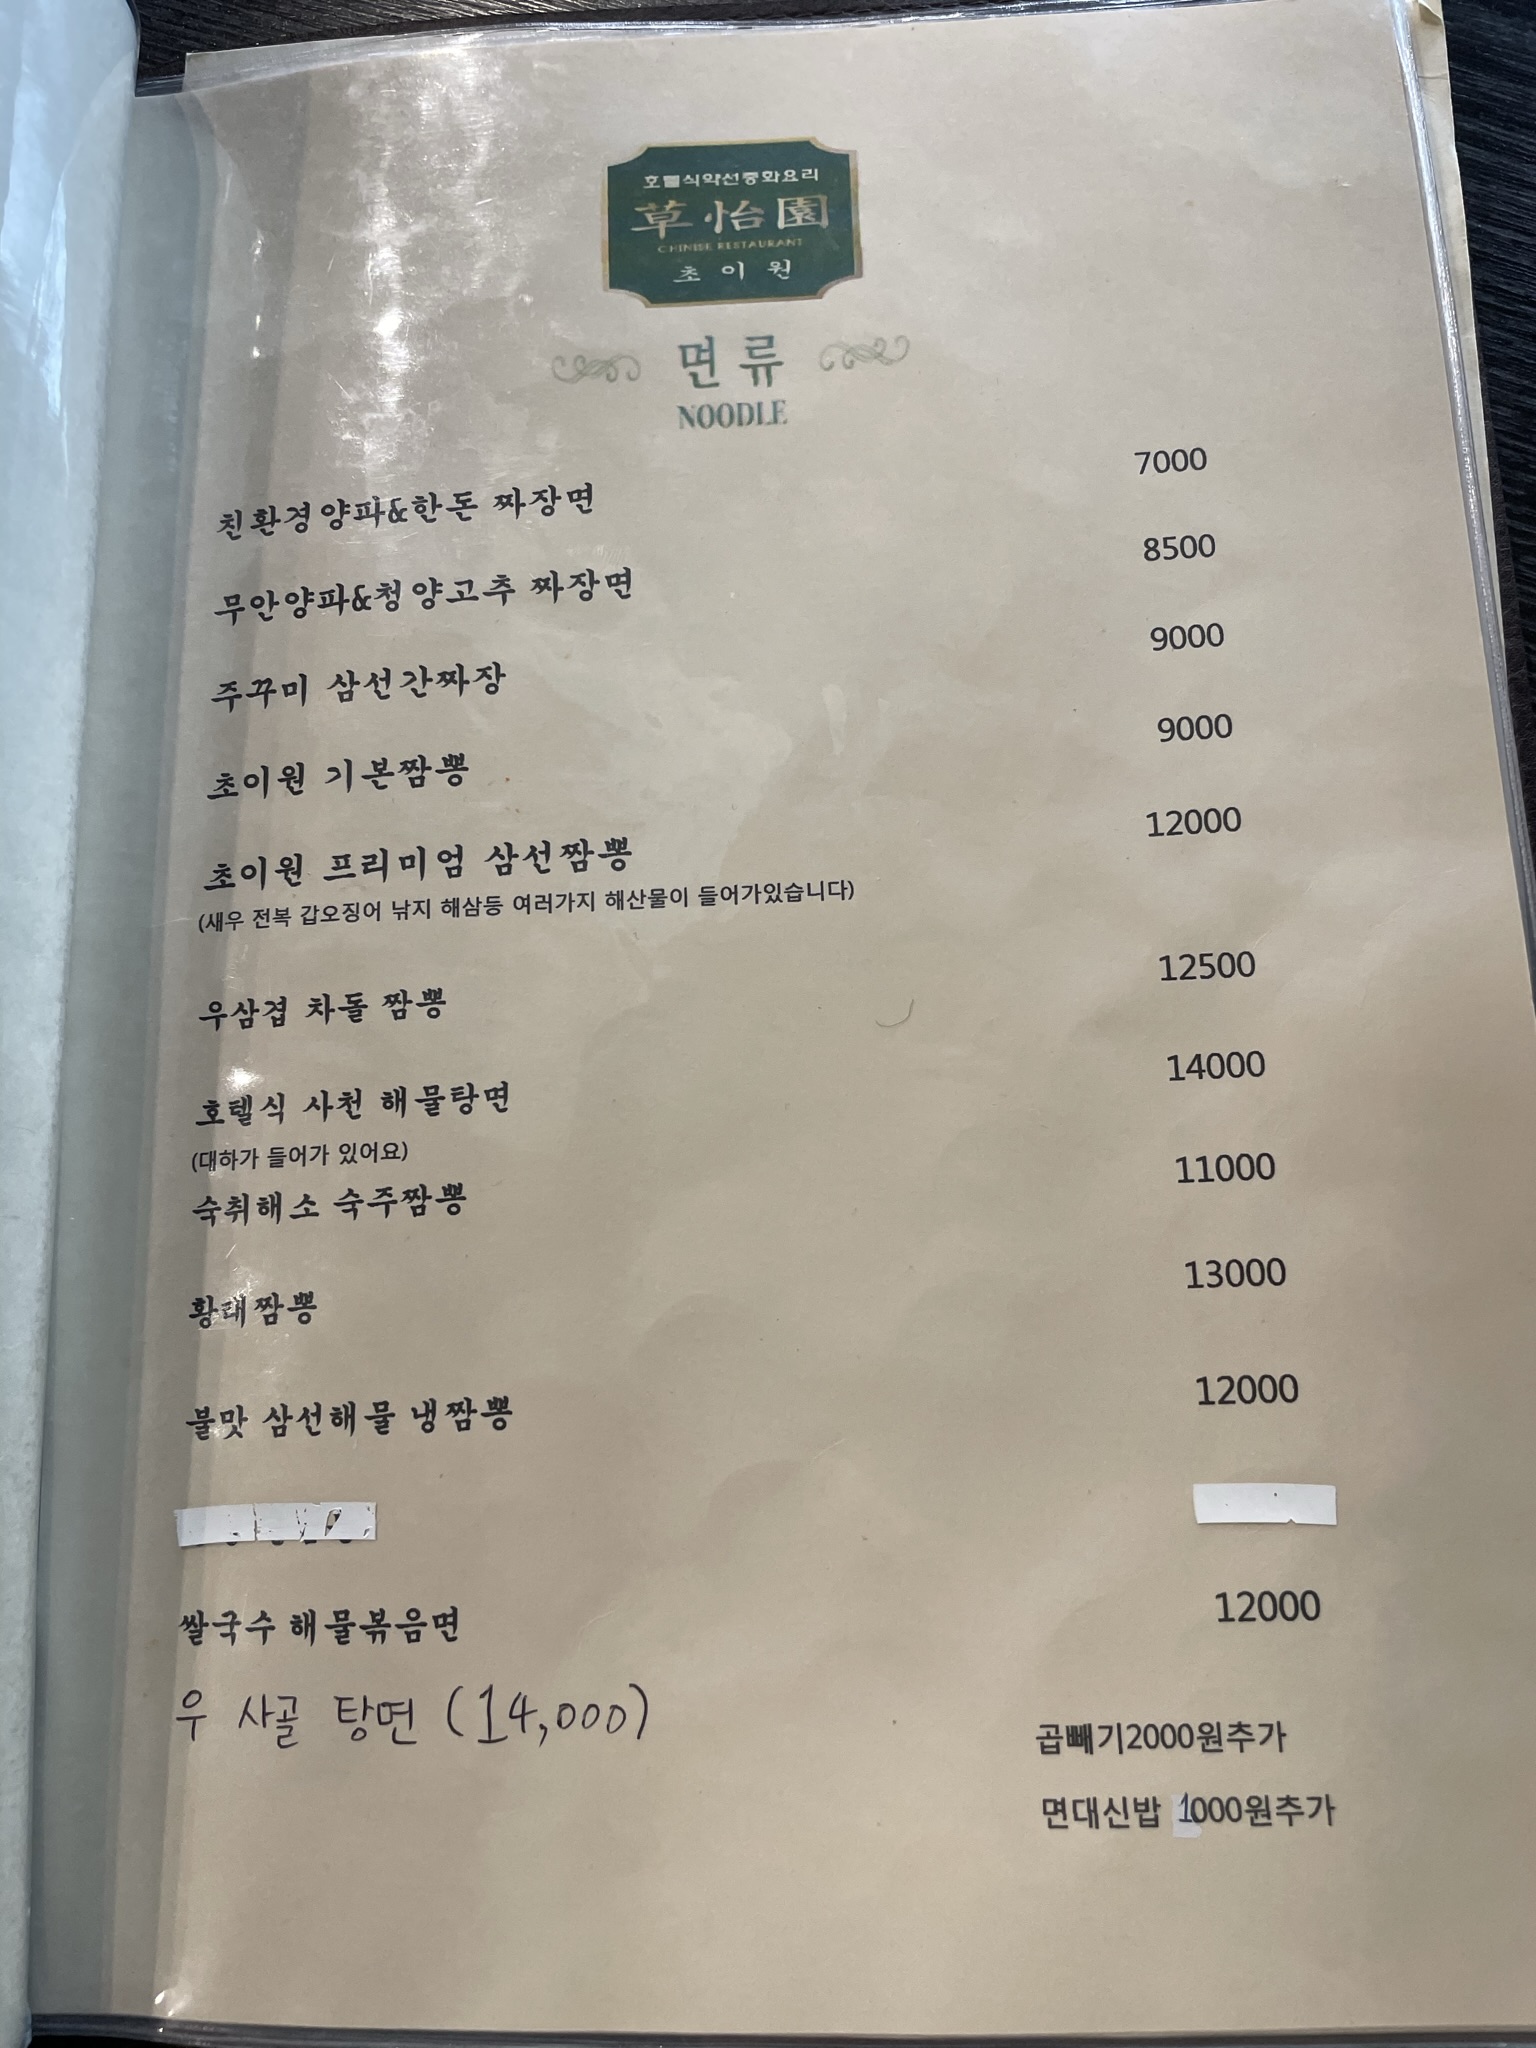 호텔식약선중화요리
草怡園
CHINESE RESTAURANT
초이원
면류
NOODLE
친환경양파&한돈 짜장면 7000
무안양파&청양고추 짜장면 8500
주꾸미 삼선간짜장 9000
초이원 기본짬뽕 9000
초이원 프리미엄 삼선짬뽕 12000
(새우 전복 갑오징어 낚지 해삼등 여러가지 해산물이 들어가있습니다)
우삼겹 차돌 짬뽕 12500
호텔식 사천 해물탕면 14000
(대하가 들어가 있어요)
숙취해소 숙주짬뽕 11000
황태짬뽕 13000
불맛 삼선해물 냉짬뽕 12000
쌀국수 해물볶음면 12000
우 사골 탕면 (14,000)
곱빼기2000원추가
면대신밥 1000원추가